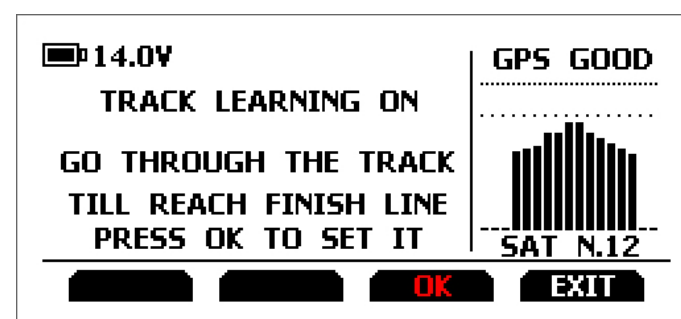 14.0V
GPS GOOD
TRACK LEARNING ON
GO THROUGH THE TRACK
TILL REACH FINISH LINE
PRESS OK TO SET IT
SAT N.12
OK
EXIT